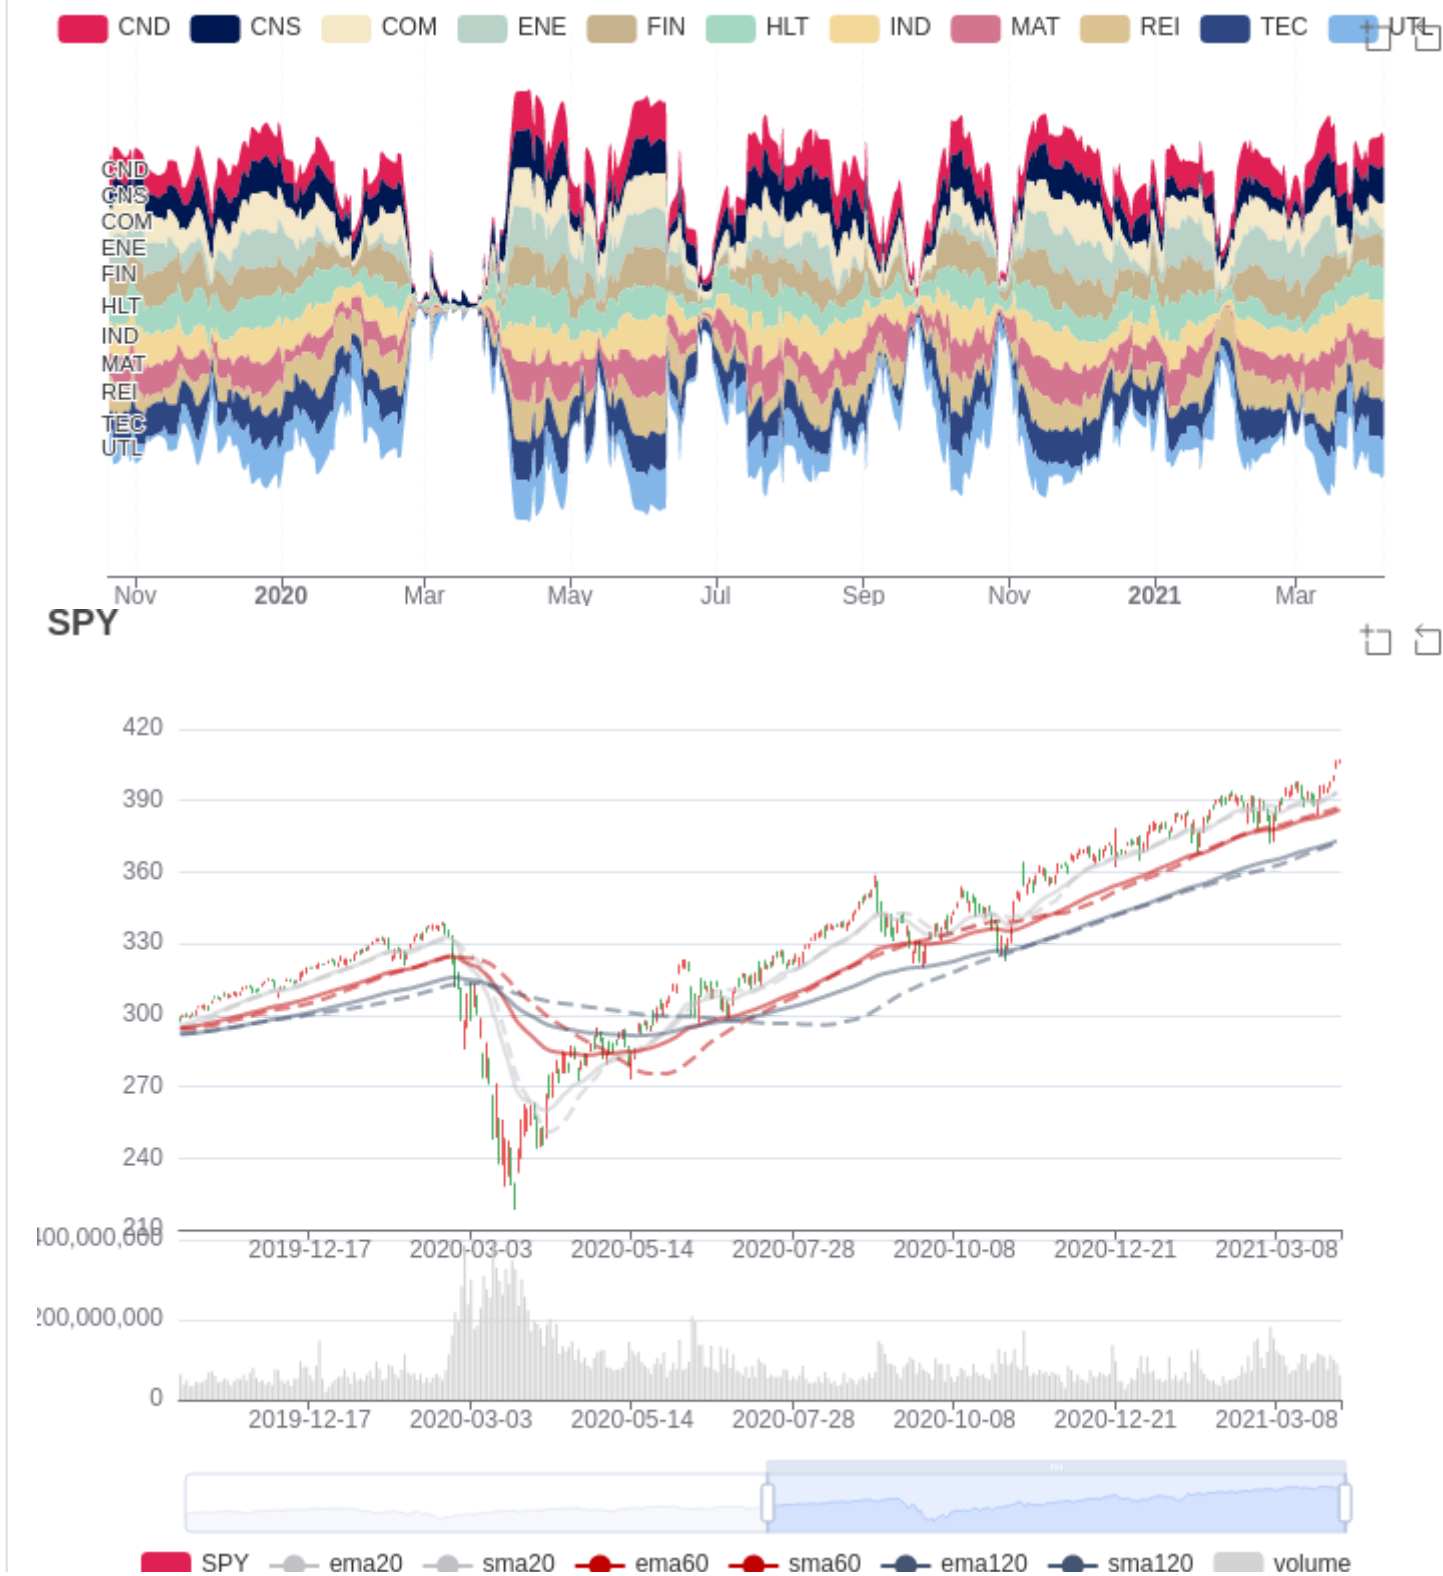 CND CNS COM ENE FIN HLT IND MAT REI TEC UTL
CND
CNS
COM
ENE
FIN
HLT
IND
MAT
REI
TEC
UTL
Nov 2020 Mar May Jul Sep Nov 2021 Mar
SPY
420
390
360
330
300
270
240
210
400,000,000
2019-12-17 2020-03-03 2020-05-14 2020-07-28 2020-10-08 2020-12-21 2021-03-08
200,000,000
0
2019-12-17 2020-03-03 2020-05-14 2020-07-28 2020-10-08 2020-12-21 2021-03-08
SPY ema20 sma20 ema60 sma60 ema120 sma120 volume